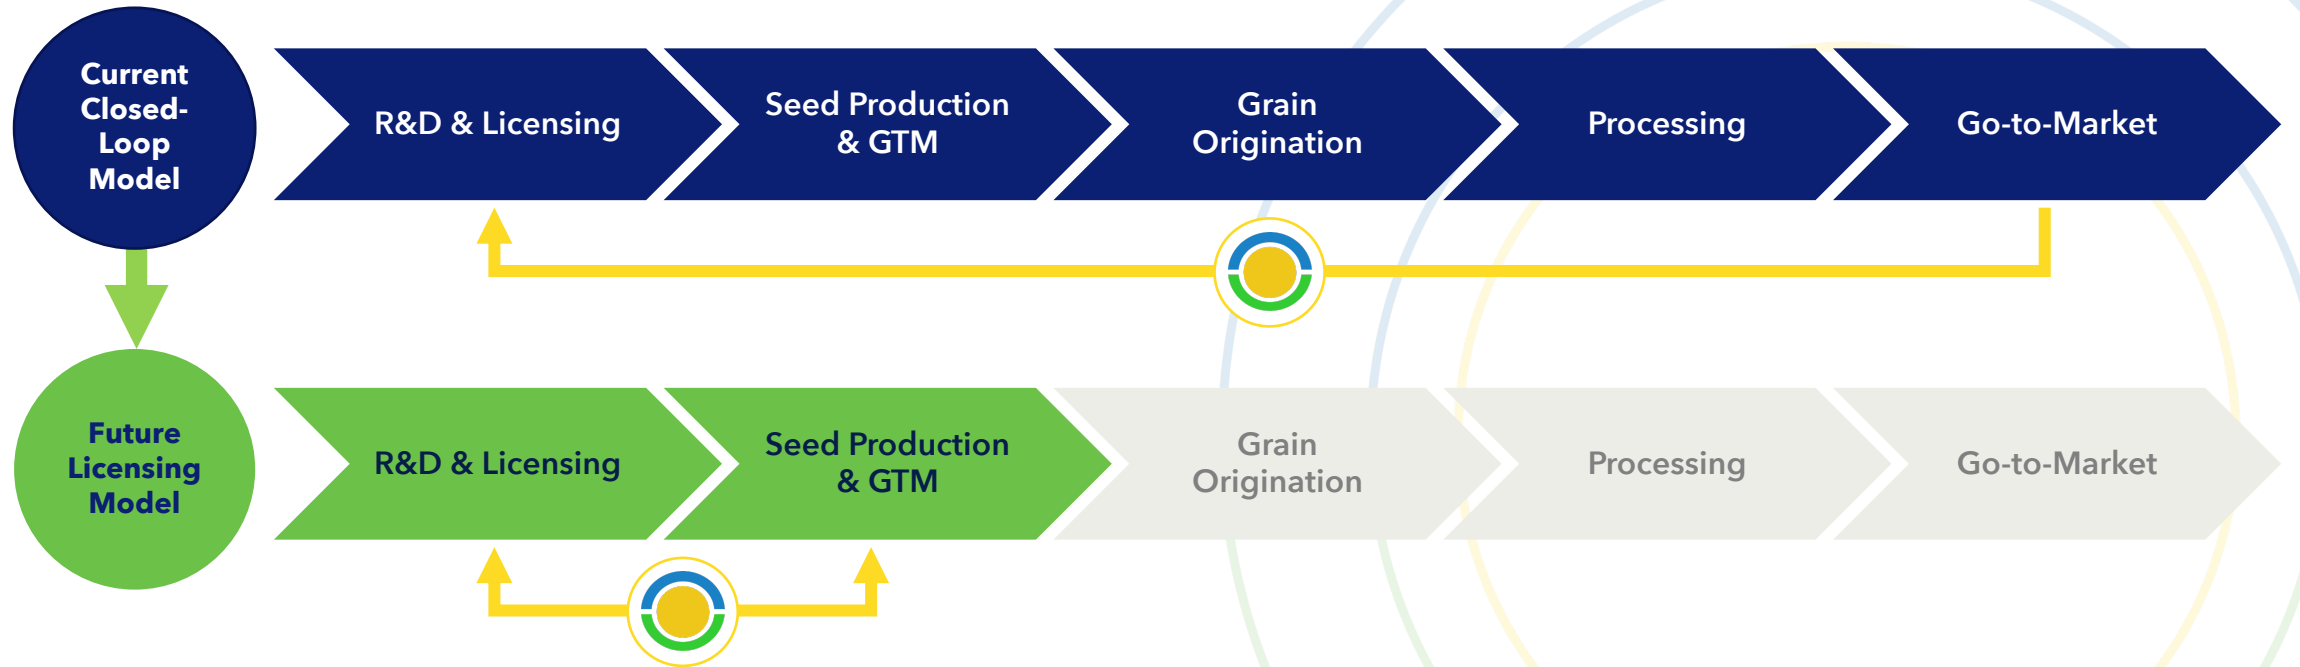 Current
Closed-
Loop
Model
R&D & Licensing
Seed Production
& GTM
Grain
Origination
Processing
Go-to-Market
Future
Licensing
Model
R&D & Licensing
Seed Production
& GTM
Grain
Origination
Processing
Go-to-Market